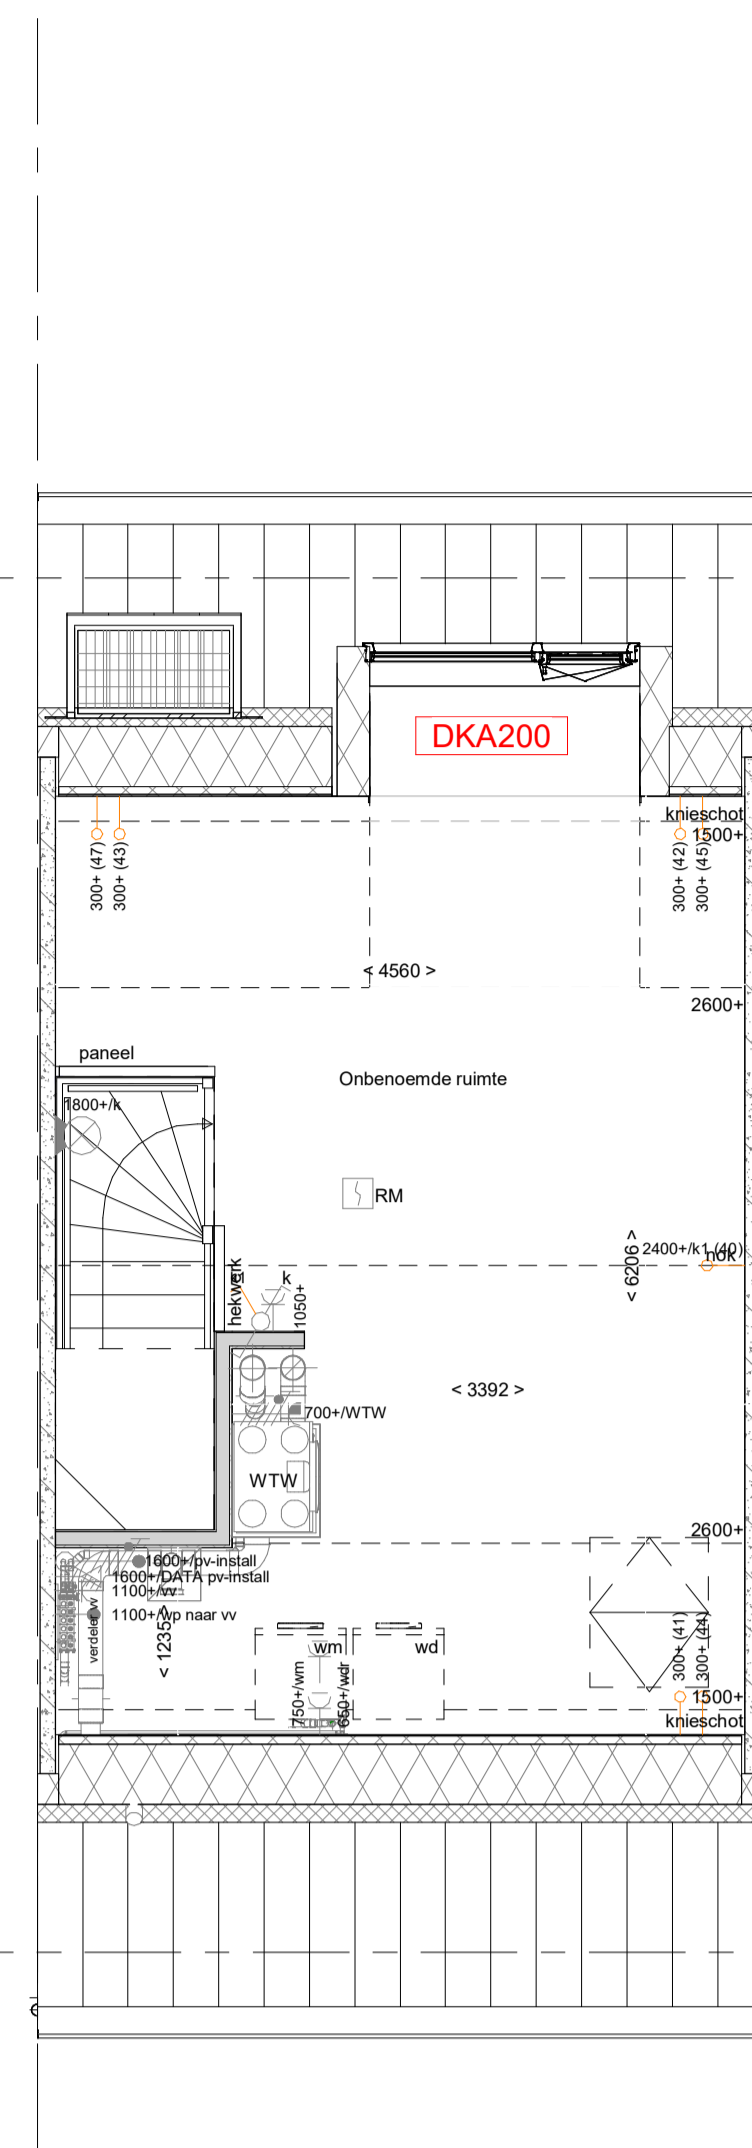 DKA200
knieschot
1500+
300+ (47)
300+ (43)
300+ (42)
300+ (45)
< 4560 >
2600+
paneel
Onbenoemde ruimte
1800+/k
RM
< 6206 >
2400+/k1 (40)
nok
hekwerk
k
1050+
< 3392 >
700+/WTW
WTW
2600+
1600+/pv-install
1600+/DATA pv-install
1100+/vv
1100+/wp naar vv
verdeler vv
< 1235 >
wm
wd
750+/wm
650+/wdr
300+ (41)
300+ (44)
1500+
knieschot